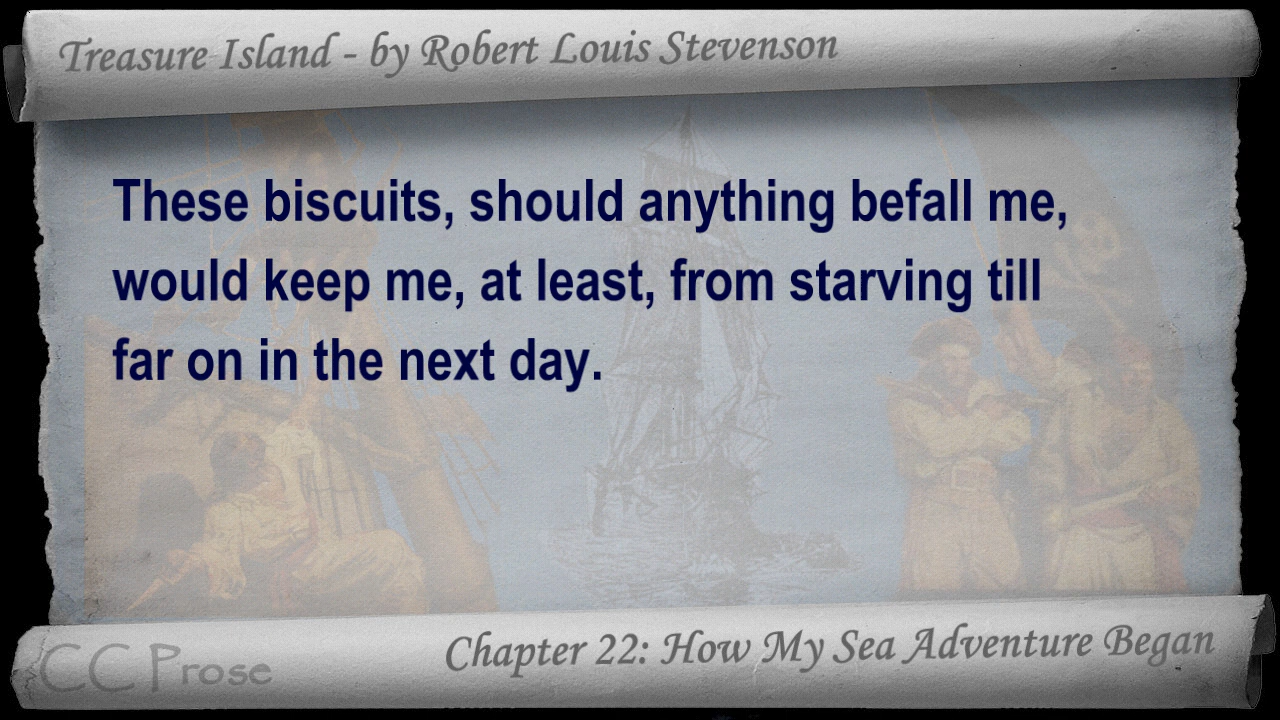 Treasure Island - by Robert Louis Stevenson
These biscuits, should anything befall me,
would keep me, at least, from starving till
far on in the next day.
Chapter 22: How My Sea Adventure Began
CC Prose